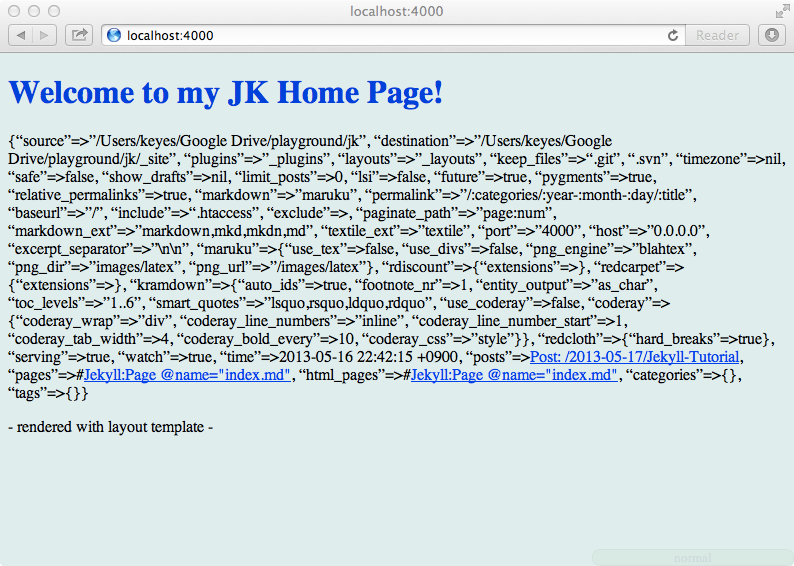 localhost:4000
localhost:4000
Reader
Welcome to my JK Home Page!
{“source”=>”/Users/keyes/Google Drive/playground/jk”, “destination”=>”/Users/keyes/Google
Drive/playground/jk/_site”, “plugins”=>”_plugins”, “layouts”=>”_layouts”, “keep_files”=>“.git”, “.svn”, “timezone”=>nil,
“safe”=>false, “show_drafts”=>nil, “limit_posts”=>0, “lsi”=>false, “future”=>true, “pygments”=>true,
“relative_permalinks”=>true, “markdown”=>”maruku”, “permalink”=>”/:categories/:year-:month-:day/:title”,
“baseurl”=>”/”, “include”=>“.htaccess”, “exclude”=>, “paginate_path”=>”page:num”,
“markdown_ext”=>”markdown,mkd,mkdn,md”, “textile_ext”=>”textile”, “port”=>”4000”, “host”=>”0.0.0.0”,
“excerpt_separator”=>”\n\n”, “maruku”=>{“use_tex”=>false, “use_divs”=>false, “png_engine”=>”blahtex”,
“png_dir”=>”images/latex”, “png_url”=>”/images/latex”}, “rdiscount”=>{“extensions”=>}, “redcarpet”=>
{“extensions”=>}, “kramdown”=>{“auto_ids”=>true, “footnote_nr”=>1, “entity_output”=>”as_char”,
“toc_levels”=>”1..6”, “smart_quotes”=>”lsquo,rsquo,ldquo,rdquo”, “use_coderay”=>false, “coderay”=>
{“coderay_wrap”=>”div”, “coderay_line_numbers”=>”inline”, “coderay_line_number_start”=>1,
“coderay_tab_width”=>4, “coderay_bold_every”=>10, “coderay_css”=>”style”}}, “redcloth”=>{“hard_breaks”=>true},
“serving”=>true, “watch”=>true, “time”=>2013-05-16 22:42:15 +0900, “posts”=>Post: /2013-05-17/Jekyll-Tutorial,
“pages”=>#Jekyll:Page @name="index.md", “html_pages”=>#Jekyll:Page @name="index.md", “categories”=>{},
“tags”=>{}}
- rendered with layout template -
normal